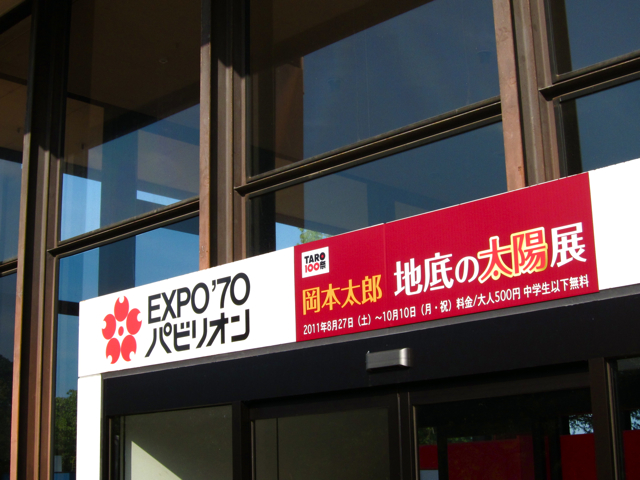 EXPO'70
パビリオン
TARO
100祭
岡本太郎 地底の太陽展
2011年8月27日（土）～10月10日（月・祝）料金/大人500円 中学生以下無料